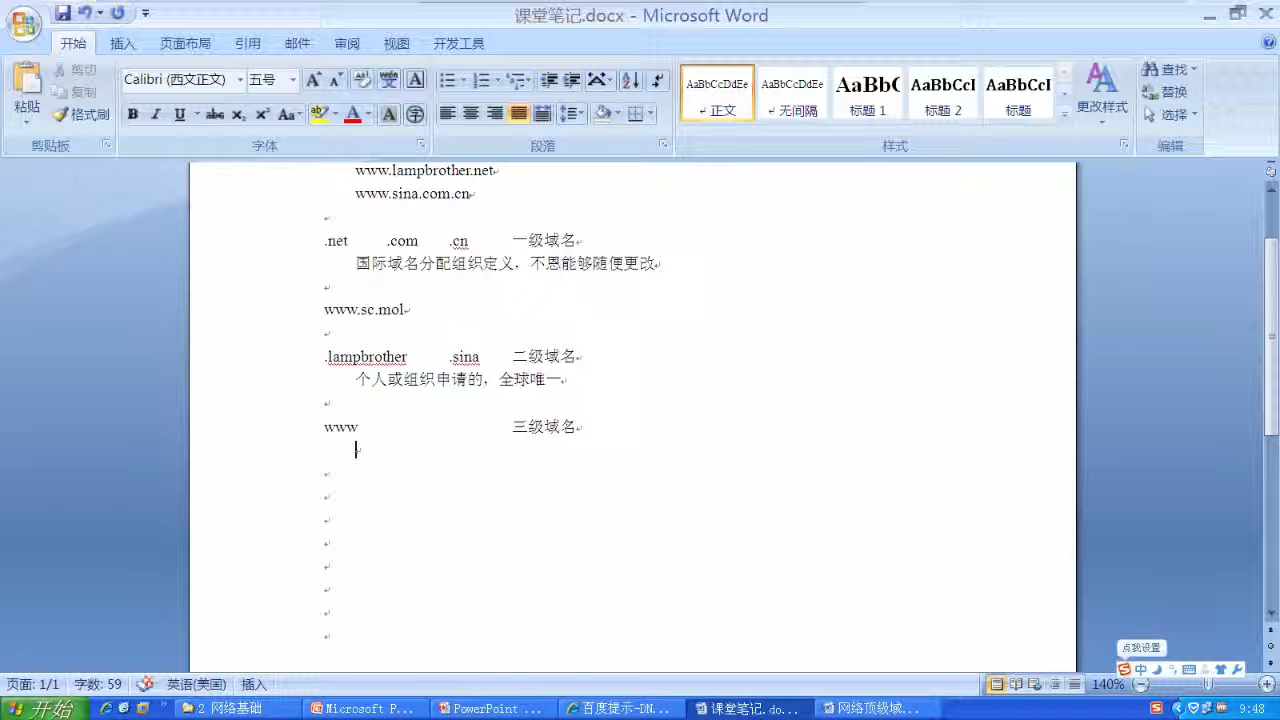 课堂笔记.docx - Microsoft Word
开始 插入 页面布局 引用 邮件 审阅 视图 开发工具
粘贴 剪切 复制 格式刷
Calibri (西文正文) 五号
AaBbCcDdEe AaBbCcDdEe AaBbC AaBbCcI AaBbCcI
正文 无间隔 标题 1 标题 2 标题
更改样式 查找 替换 选择
剪贴板 字体 段落 样式 编辑
www.lampbrother.net
www.sina.com.cn
.net .com .cn 一级域名
国际域名分配组织定义，不恩能够随便更改
www.sc.mol
.lampbrother .sina 二级域名
个人或组织申请的，全球唯一
www 三级域名
点我设置
中
页面: 1/1 字数: 59 英语(美国) 插入 140%
开始 2 网络基础 Microsoft P... PowerPoint ... 百度提示-DN... 课堂笔记.do... 网络顶级域... 9:48